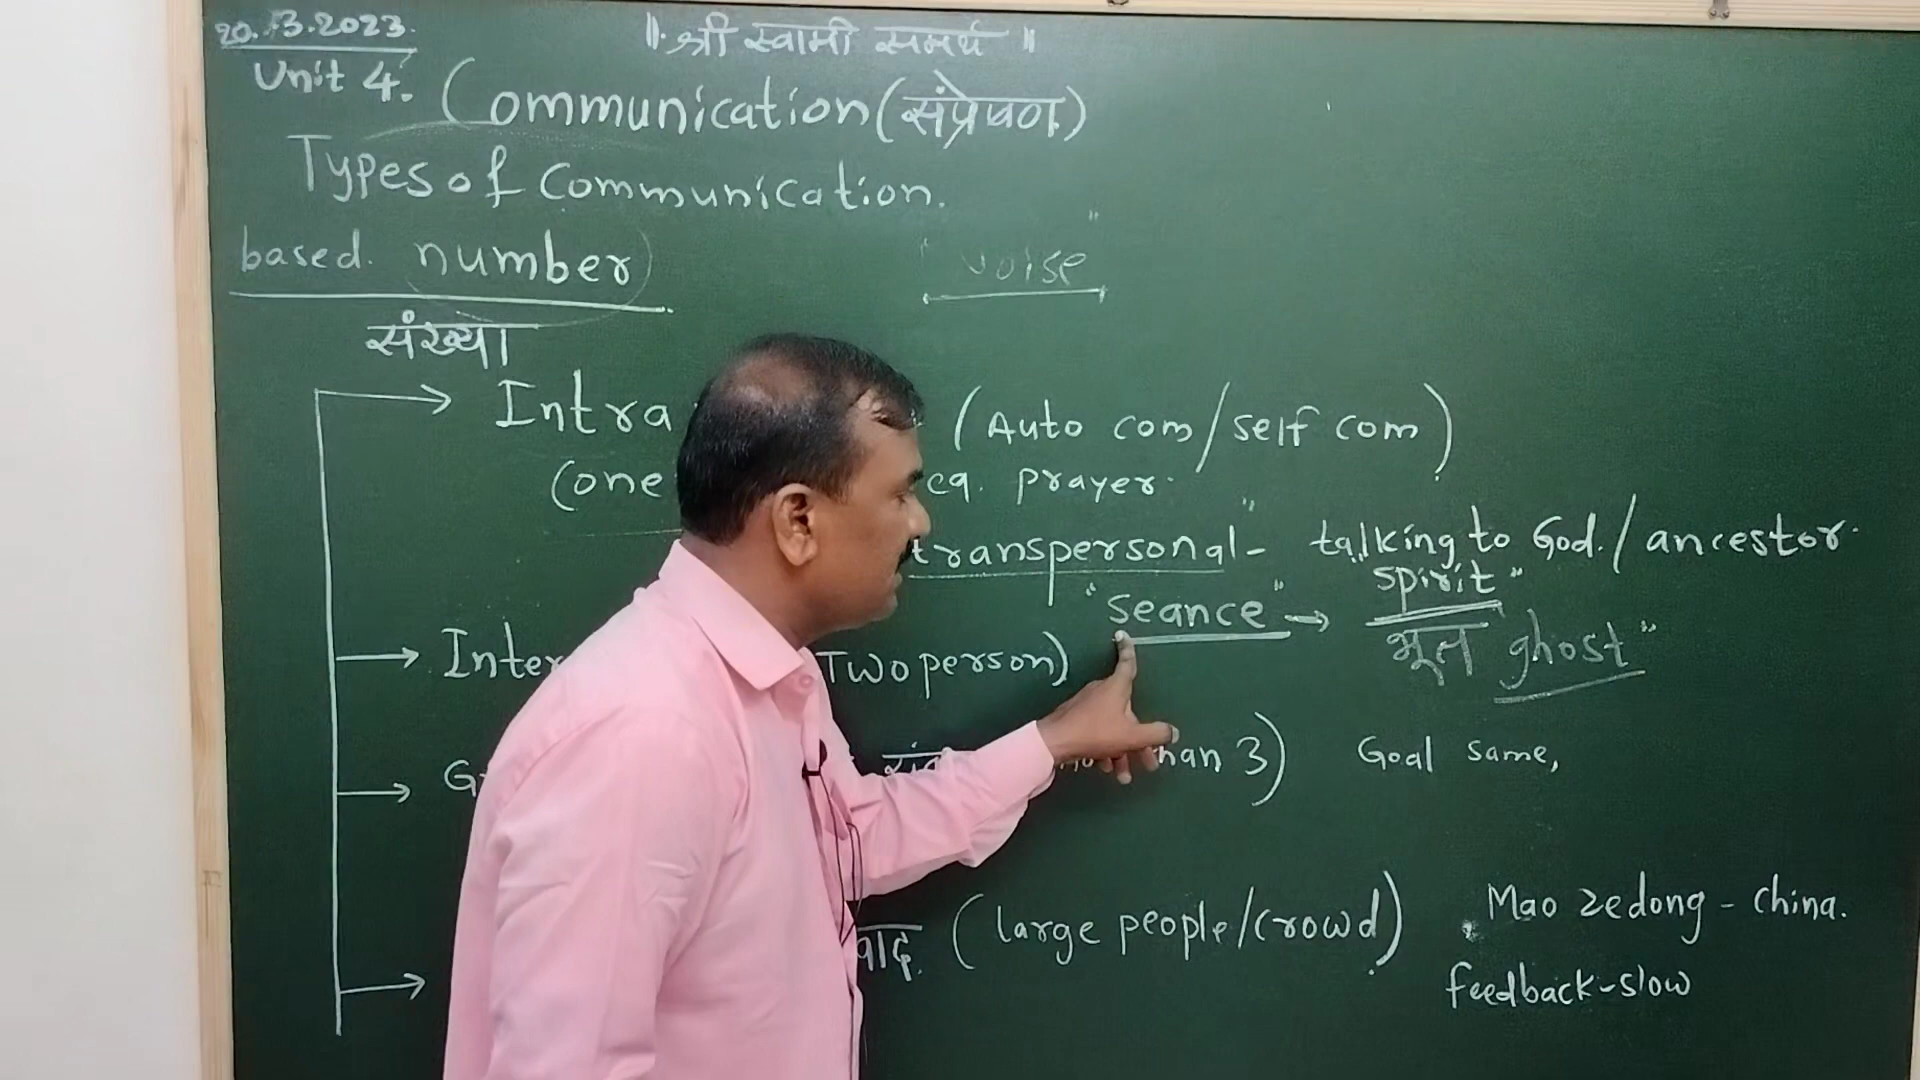 20.3.2023.
॥ श्री स्वामी समर्थ ॥
Unit 4.
Communication (संप्रेषण)
Types of Communication.
based. number
"voise"
संख्या
Intra (Auto com/self com)
(one eg. prayer.
transpersonal" - talking to God./ancestor.
spirit"
"seance" →
भूत ghost"
Inter Two person)
than 3) Goal same,
(large people/crowd)
Mao zedong - china.
feedback-slow